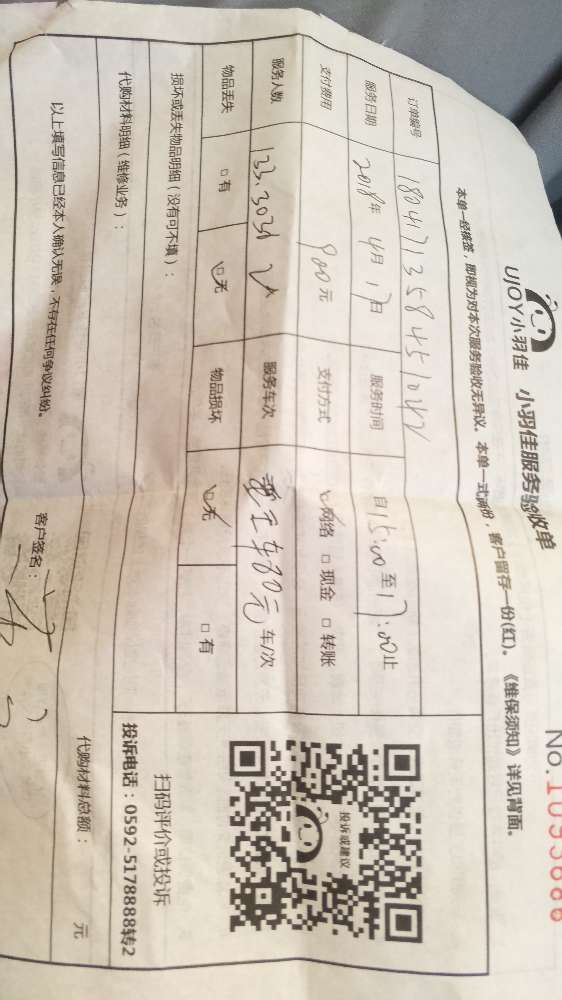 UJOY小羽佳 小羽佳服务验收单
No.1093886
本单一经核签，即视为对本次服务验收无异议。本单一式两份，客户留存一份(红)。《维保须知》详见背面。
订单编号 1804171358451042
服务日期 2018年 4月 17日 服务时间 自15:00至17:00止
支付费用 900元 支付方式 ☑网络 □现金 □转账
服务人数 2人 服务车次 80元 车/次
物品丢失 □有 ☑无 物品损坏 ☑无 □有
损坏或丢失物品明细（没有可不填）：
代购材料明细（维修业务）：
代购材料总额： 元
以上填写信息已经本人确认无误，不存在任何争议纠纷。
客户签名：
投诉或建议
扫码评价或投诉
投诉电话：0592-5178888转2